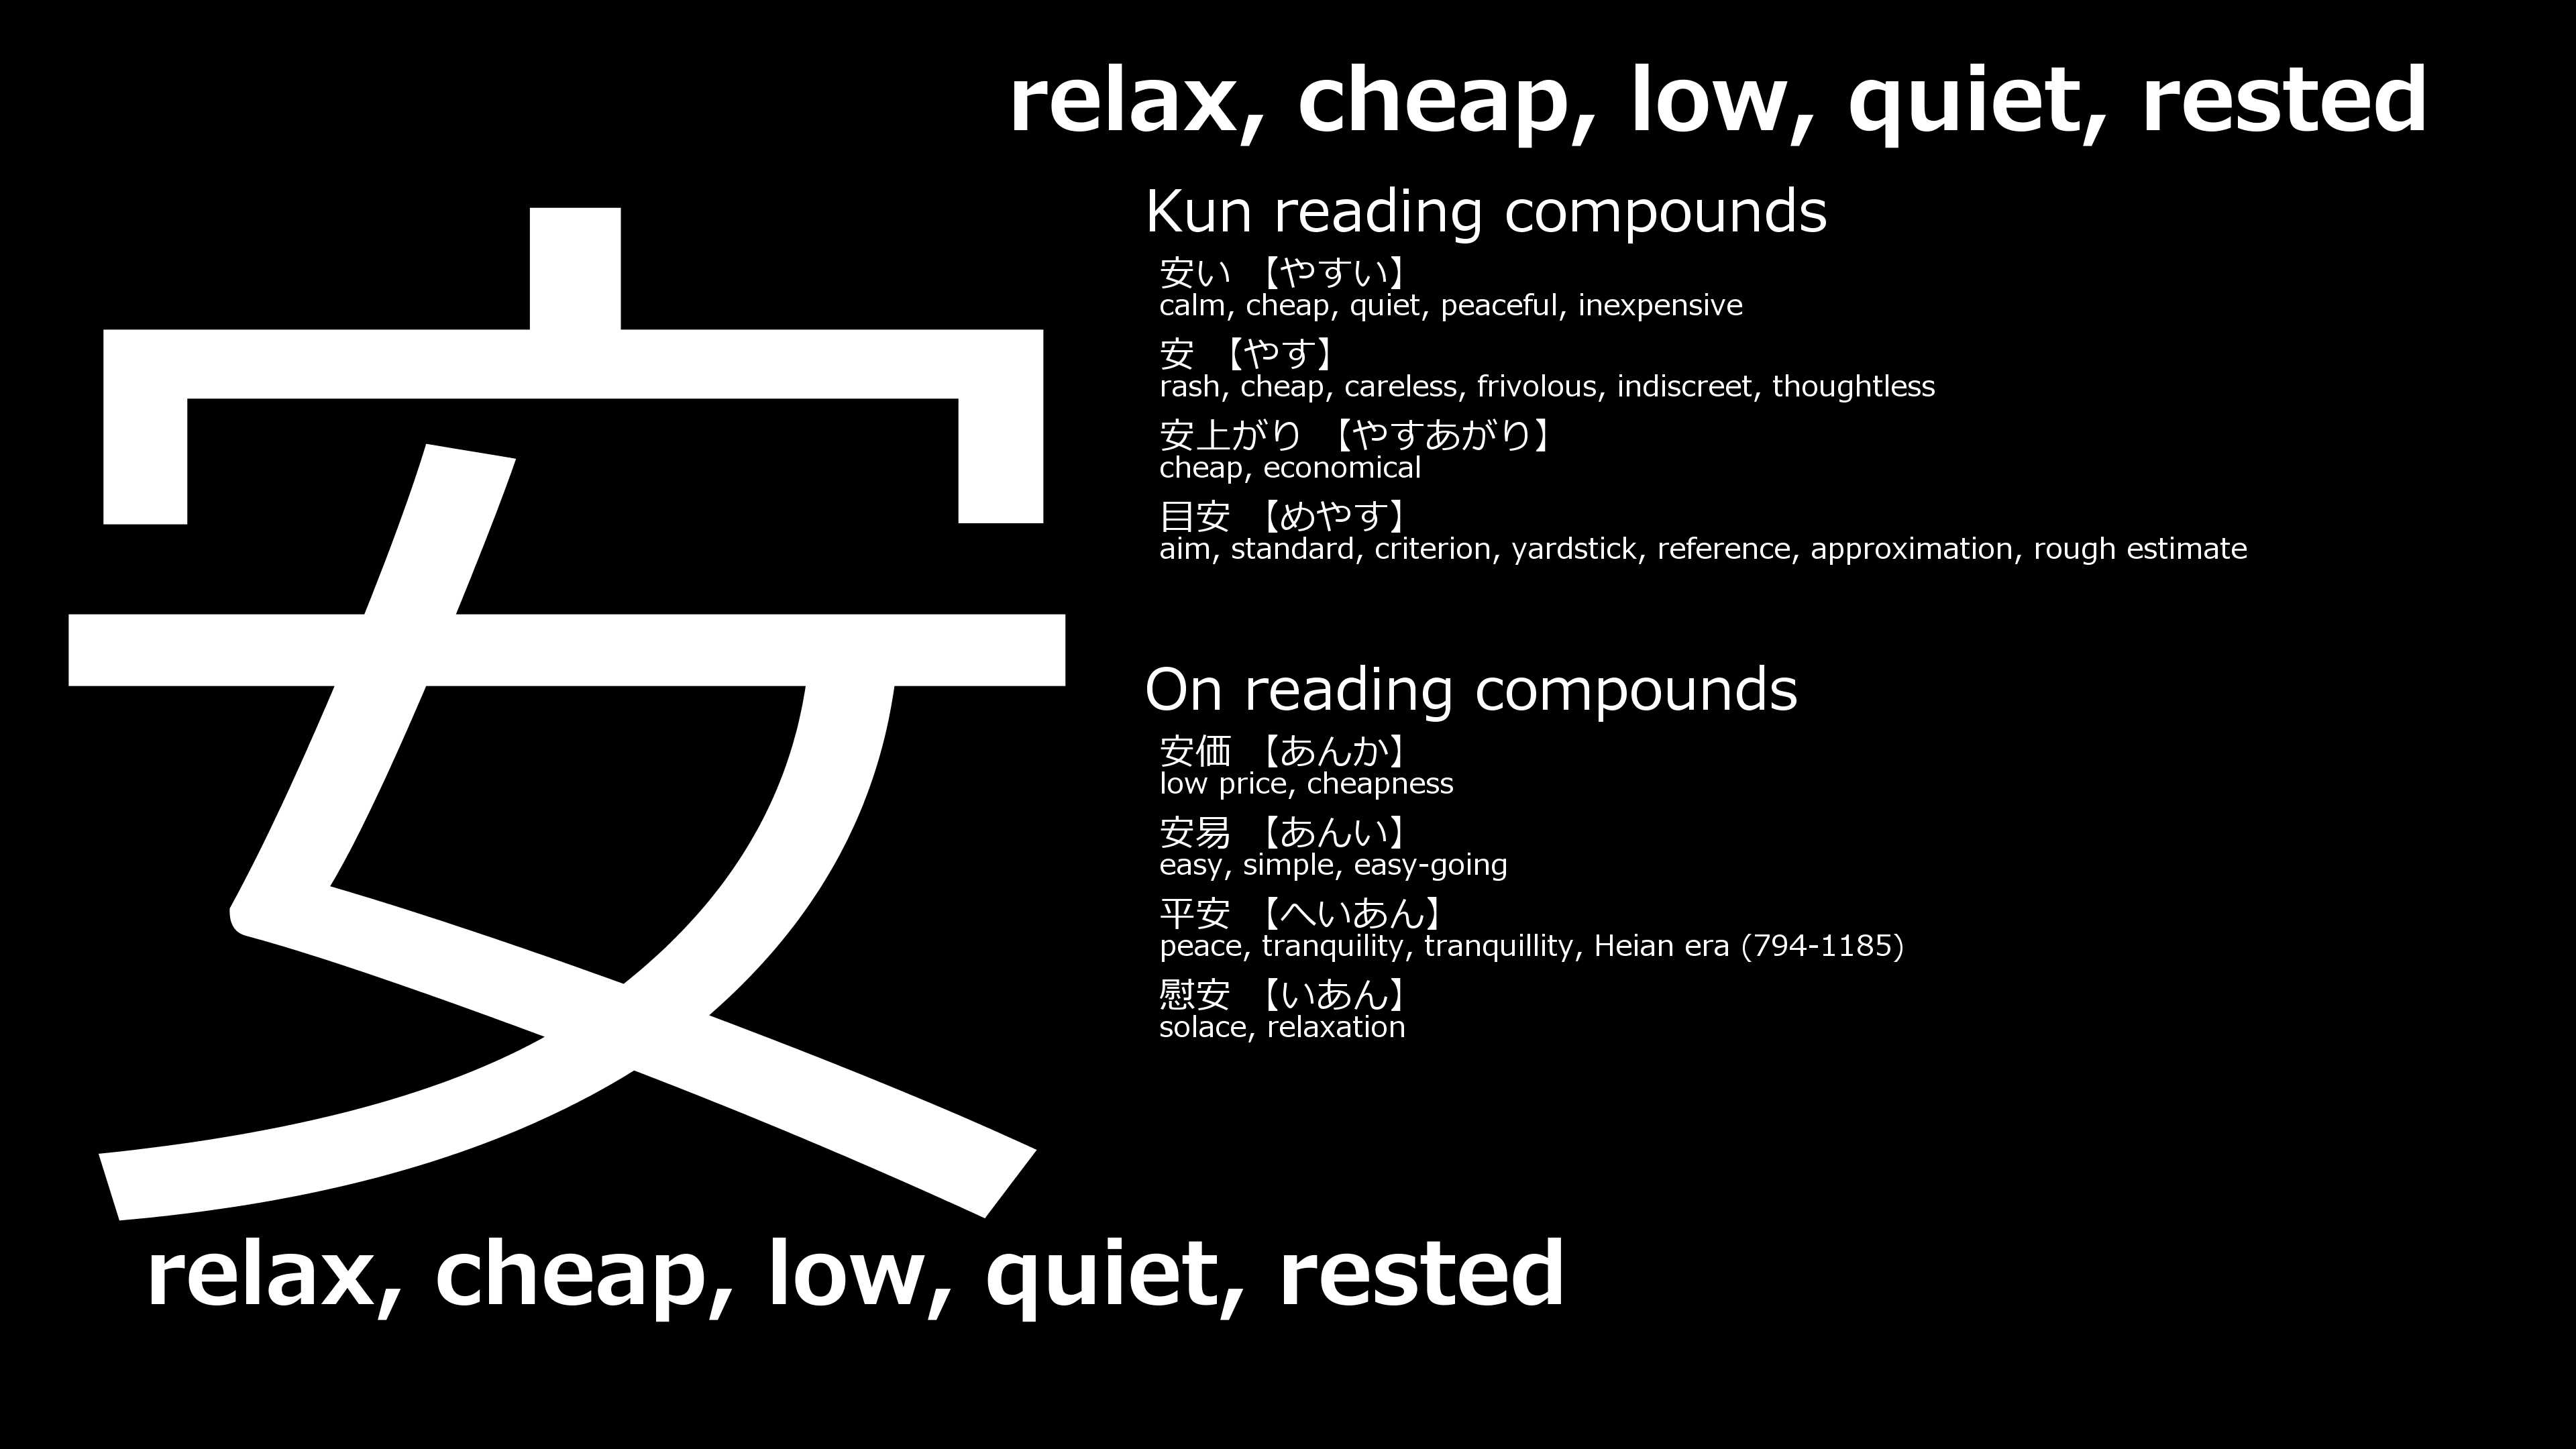 relax, cheap, low, quiet, rested
安
Kun reading compounds
安い 【やすい】
calm, cheap, quiet, peaceful, inexpensive
安 【やす】
rash, cheap, careless, frivolous, indiscreet, thoughtless
安上がり 【やすあがり】
cheap, economical
目安 【めやす】
aim, standard, criterion, yardstick, reference, approximation, rough estimate
On reading compounds
安価 【あんか】
low price, cheapness
安易 【あんい】
easy, simple, easy-going
平安 【へいあん】
peace, tranquility, tranquillity, Heian era (794-1185)
慰安 【いあん】
solace, relaxation
relax, cheap, low, quiet, rested